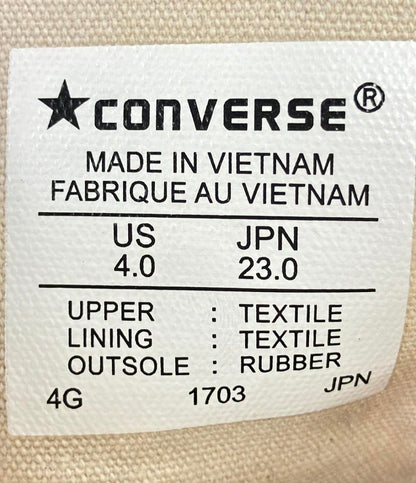 ★CONVERSE®
MADE IN VIETNAM
FABRIQUE AU VIETNAM
US JPN
4.0 23.0
UPPER : TEXTILE
LINING : TEXTILE
OUTSOLE : RUBBER
4G 1703 JPN